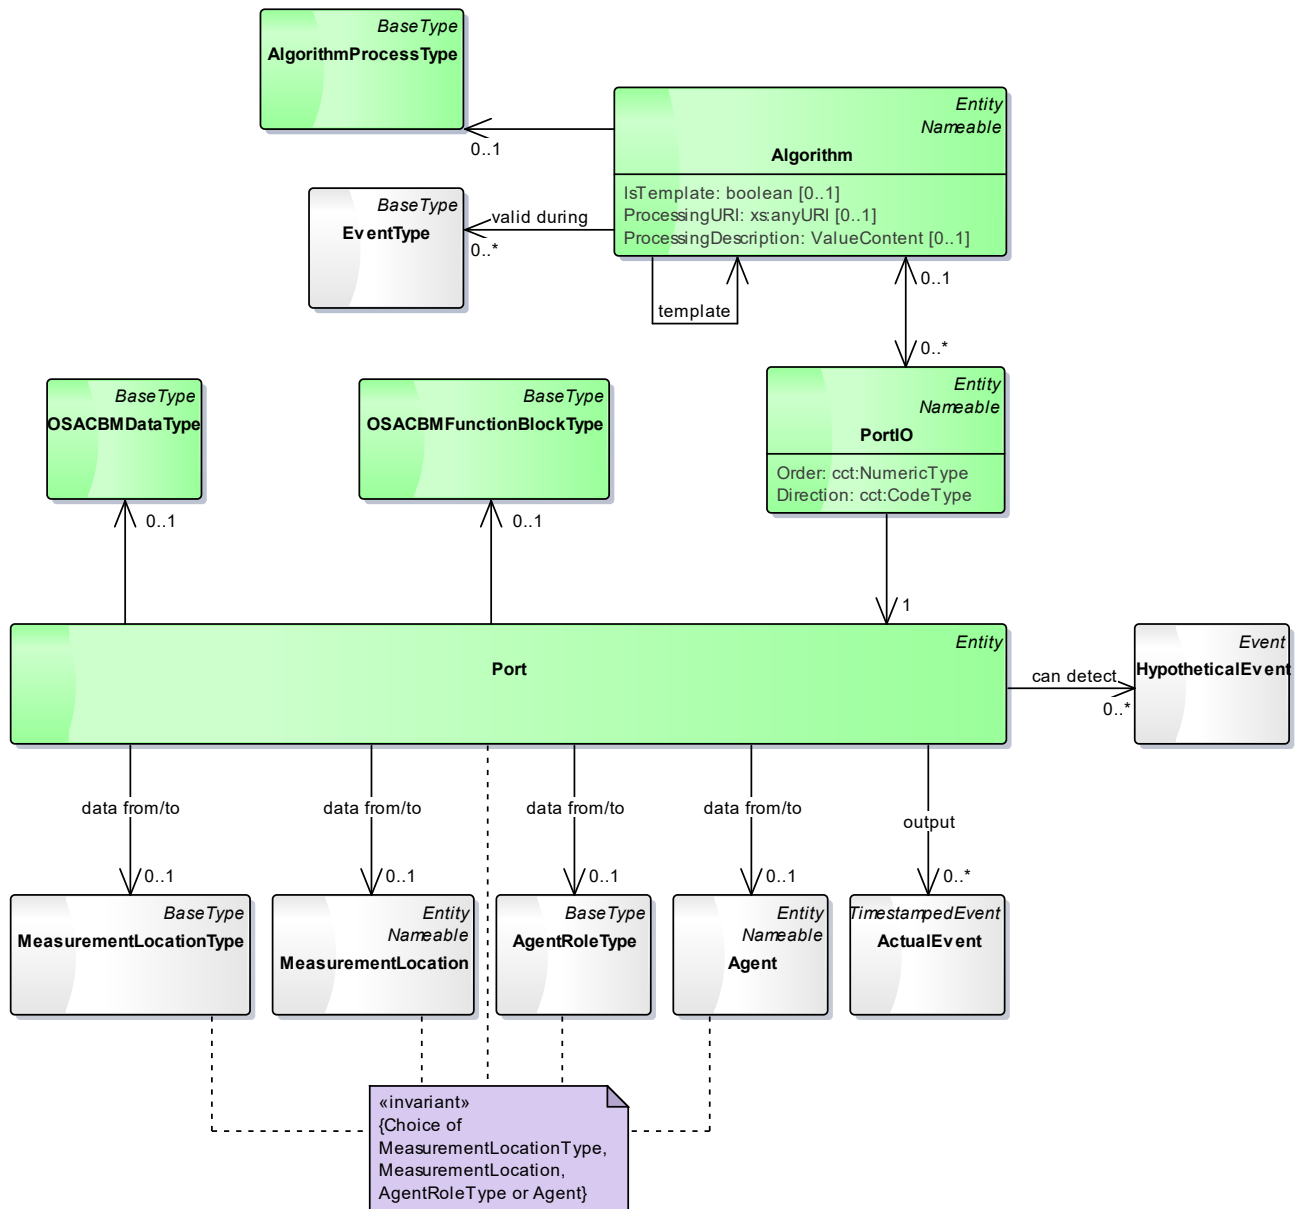 BaseType
AlgorithmProcessType
Entity
Nameable
Algorithm
IsTemplate: boolean [0..1]
ProcessingURI: xs:anyURI [0..1]
ProcessingDescription: ValueContent [0..1]
0..1
BaseType
EventType
valid during
0..*
template
0..1
0..*
BaseType
OSACBMDataType
BaseType
OSACBMFunctionBlockType
Entity
Nameable
PortIO
Order: cct:NumericType
Direction: cct:CodeType
0..1
0..1
1
Entity
Port
can detect
0..*
Event
HypotheticalEvent
data from/to
data from/to
data from/to
data from/to
output
0..1
0..1
0..1
0..1
0..*
BaseType
MeasurementLocationType
Entity
Nameable
MeasurementLocation
BaseType
AgentRoleType
Entity
Nameable
Agent
TimestampedEvent
ActualEvent
«invariant»
{Choice of
MeasurementLocationType,
MeasurementLocation,
AgentRoleType or Agent}